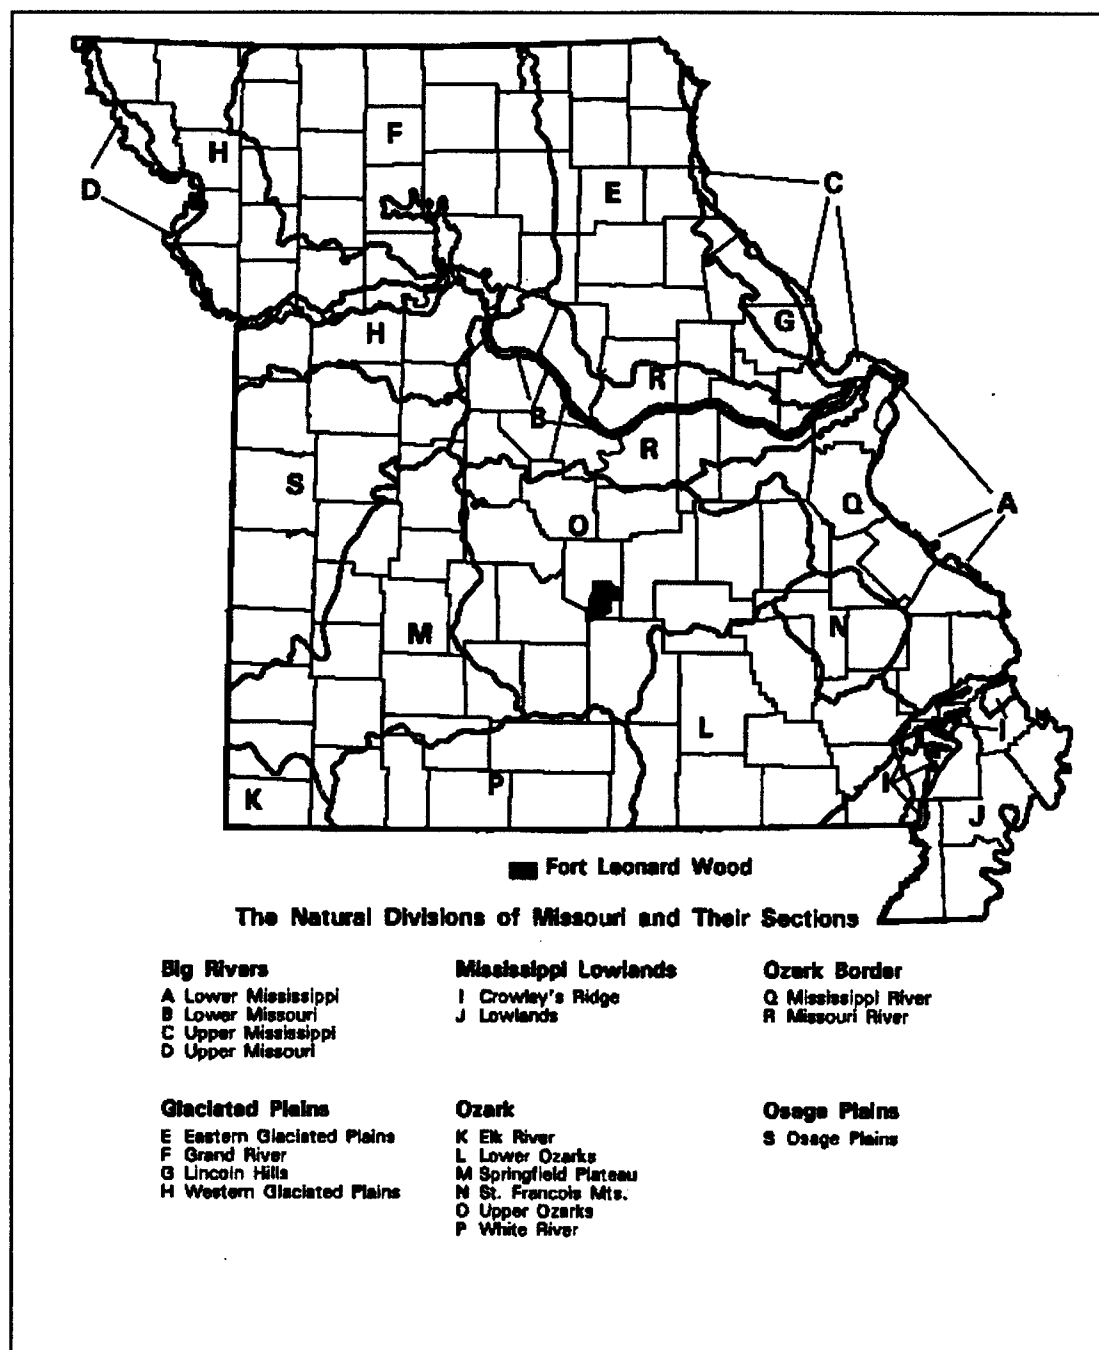 F
H
D
E
C
G
H
R
B
R
S
Q
A
O
N
M
L
I
P
K
K
J
Fort Leonard Wood
The Natural Divisions of Missouri and Their Sections
Big Rivers
A Lower Mississippi
B Lower Missouri
C Upper Mississippi
D Upper Missouri
Mississippi Lowlands
I Crowley's Ridge
J Lowlands
Ozark Border
Q Mississippi River
R Missouri River
Glaciated Plains
E Eastern Glaciated Plains
F Grand River
G Lincoln Hills
H Western Glaciated Plains
Ozark
K Elk River
L Lower Ozarks
M Springfield Plateau
N St. Francois Mts.
O Upper Ozarks
P White River
Osage Plains
S Osage Plains